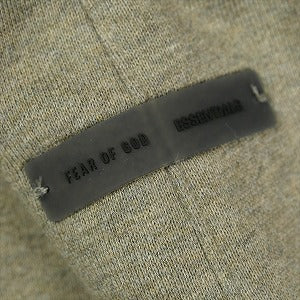 FEAR OF GOD ESSENTIALS L